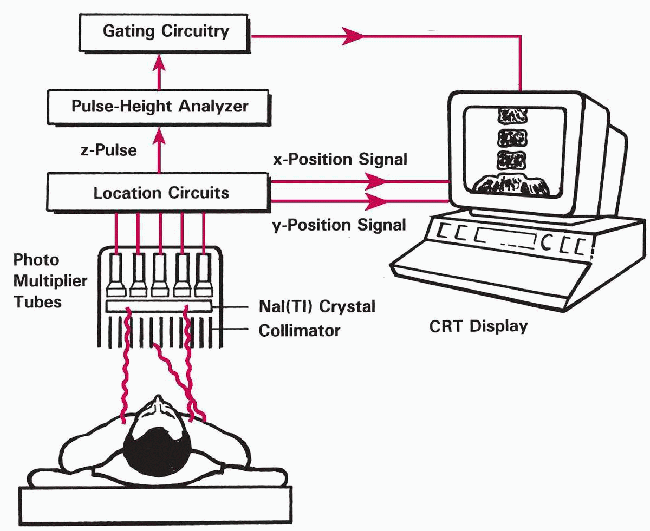 Gating Circuitry
Pulse-Height Analyzer
z-Pulse
x-Position Signal
Location Circuits
y-Position Signal
Photo
Multiplier
Tubes
NaI(Tl) Crystal
Collimator
CRT Display